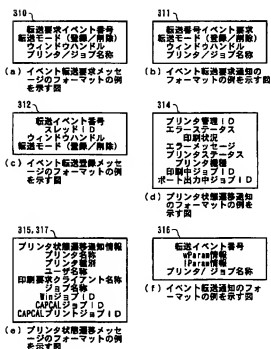 310
転送要求イベント番号
転送モード（登録／削除）
ウィンドウハンドル
プリンタ／ジョブ名称
(a) イベント転送要求メッセ
ージのフォーマットの例
を示す図
311
転送番号イベント要求
転送モード（登録／削除）
ウィンドウハンドル
プリンタ／ジョブ名称
(b) イベント転送要求通知の
フォーマットの例を示す図
312
転送イベント番号
スレッドＩＤ
ウィンドウハンドル
転送モード（登録／削除）
(c) イベント転送登録メッセ
ージのフォーマットの例
を示す図
314
プリンタ管理ＩＤ
エラーステータス
印刷状況
エラーメッセージ
プリンタステータス
プリンタ機種
印刷中ジョブＩＤ
ポート出力中ジョブＩＤ
(d) プリンタ状態遷移通知
のフォーマットの例を
示す図
315,317
プリンタ状態遷移通知情報
プリンタ名称
プリンタ種別
ユーザ名称
印刷要求クライアント名称
ジョブ名称
WinジョブＩＤ
CAPCALジョブＩＤ
CAPCALプリントジョブＩＤ
(e) プリンタ状態遷移メッセ
ージのフォーマットの例
を示す図
316
転送イベント番号
wParam情報
lParam情報
プリンタ/ ジョブ名称
(f) イベント転送通知のフォ
ーマットの例を示す図